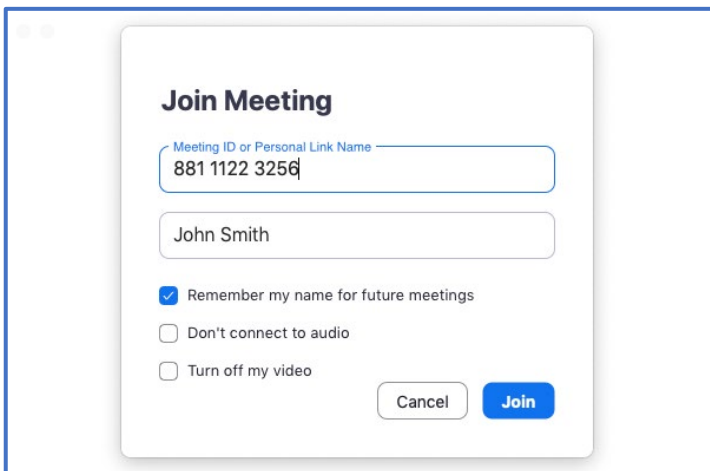 Join Meeting
Meeting ID or Personal Link Name
881 1122 3256
John Smith
Remember my name for future meetings
Don't connect to audio
Turn off my video
Cancel Join